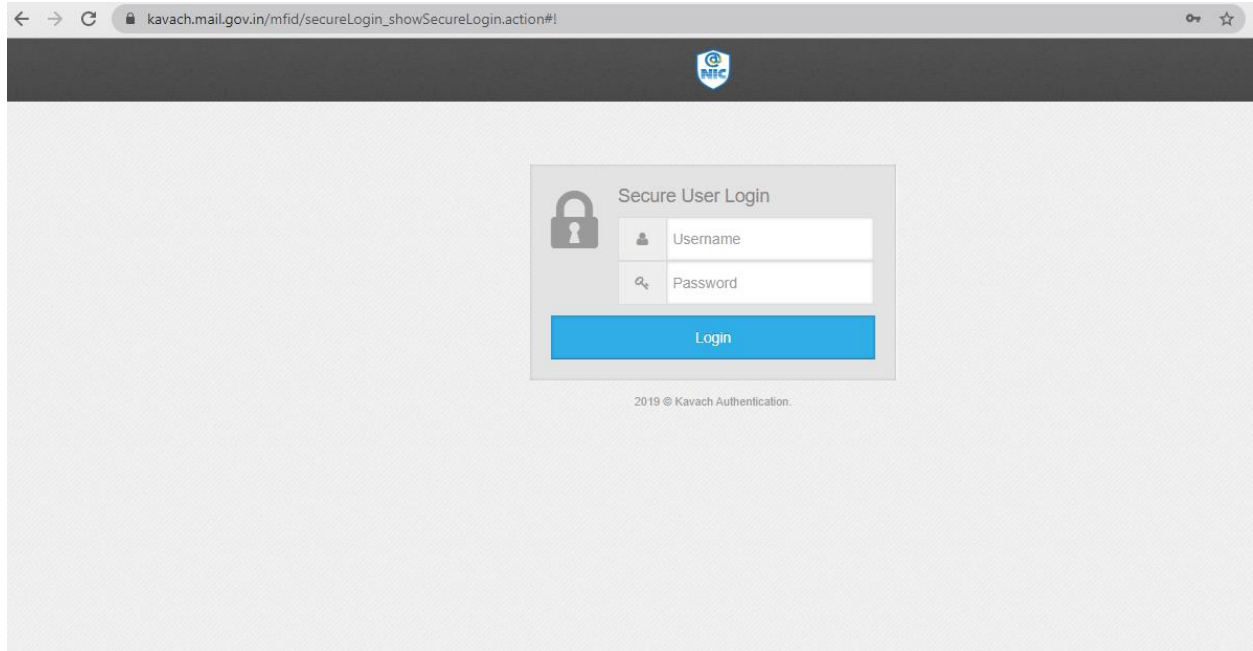 kavach.mail.gov.in/mfid/secureLogin_showSecureLogin.action#!
@
NIC
Secure User Login
Username
Password
Login
2019 © Kavach Authentication.